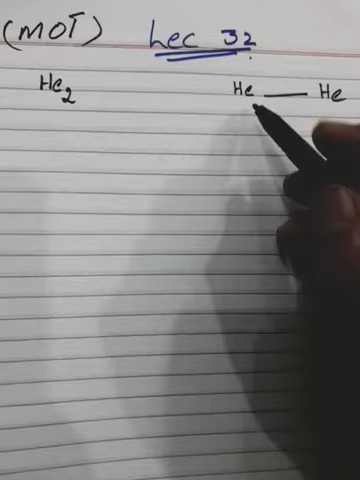 (MOT) Lec 32
He2 He — He